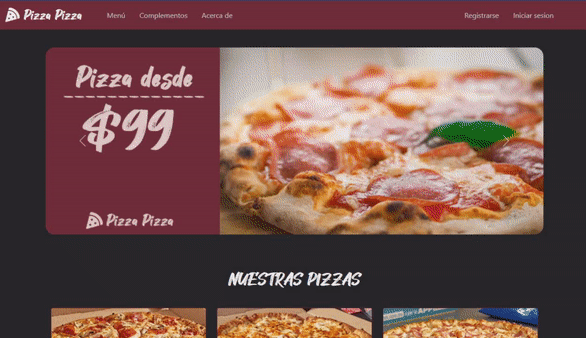 Pizza Pizza Menú Complementos Acerca de Registrarse Iniciar sesion
Pizza desde
$99
Pizza Pizza
NUESTRAS PIZZAS